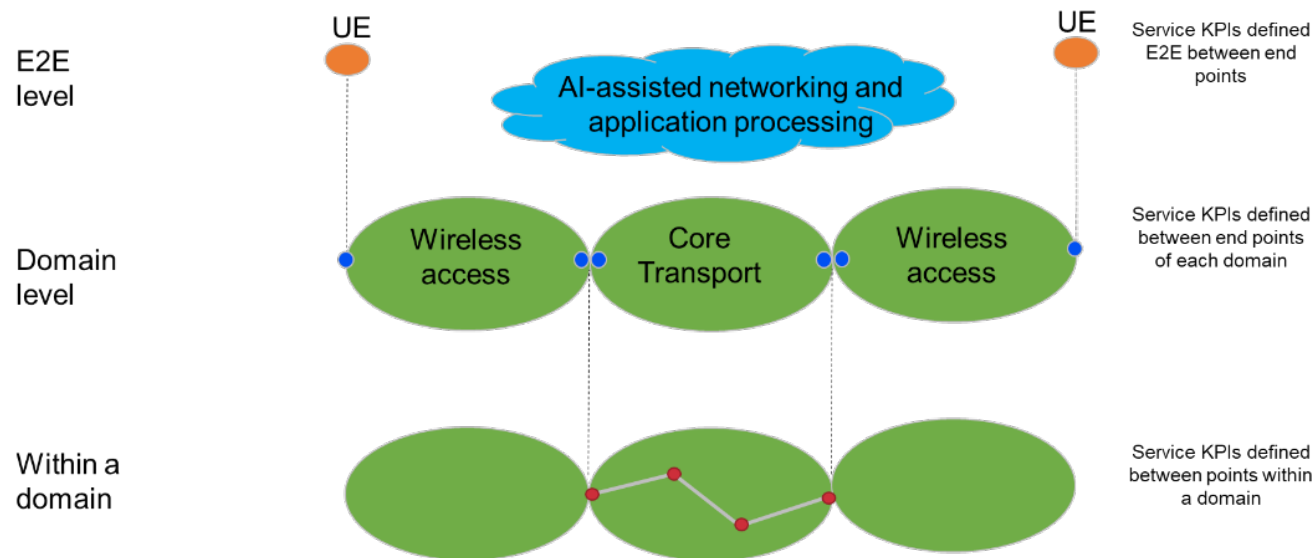 UE
UE
E2E
level
Service KPIs defined
E2E between end
points
AI-assisted networking and
application processing
Domain
level
Wireless
access
Core
Transport
Wireless
access
Service KPIs defined
between end points
of each domain
Within a
domain
Service KPIs defined
between points within
a domain